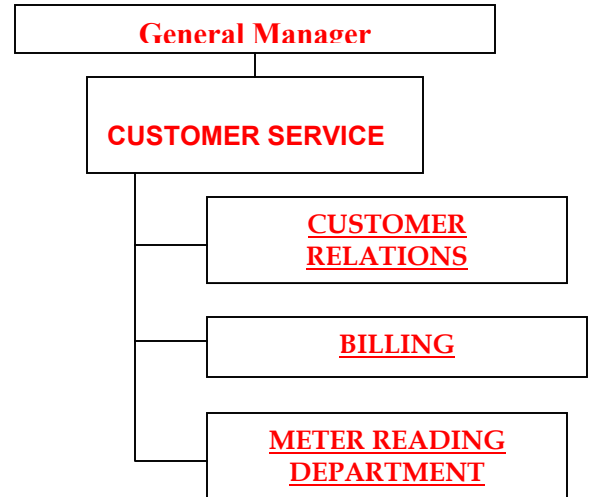 General Manager
CUSTOMER SERVICE
CUSTOMER
RELATIONS
BILLING
METER READING
DEPARTMENT